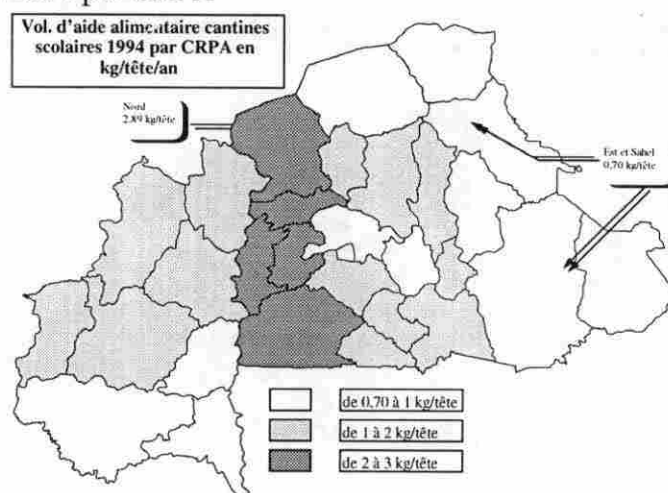 Vol. d'aide alimentaire cantines
scolaires 1994 par CRPA en
kg/tête/an
Nord
2.89 kg/tête
Est et Sahel
0,70 kg/tête
de 0,70 à 1 kg/tête
de 1 à 2 kg/tête
de 2 à 3 kg/tête